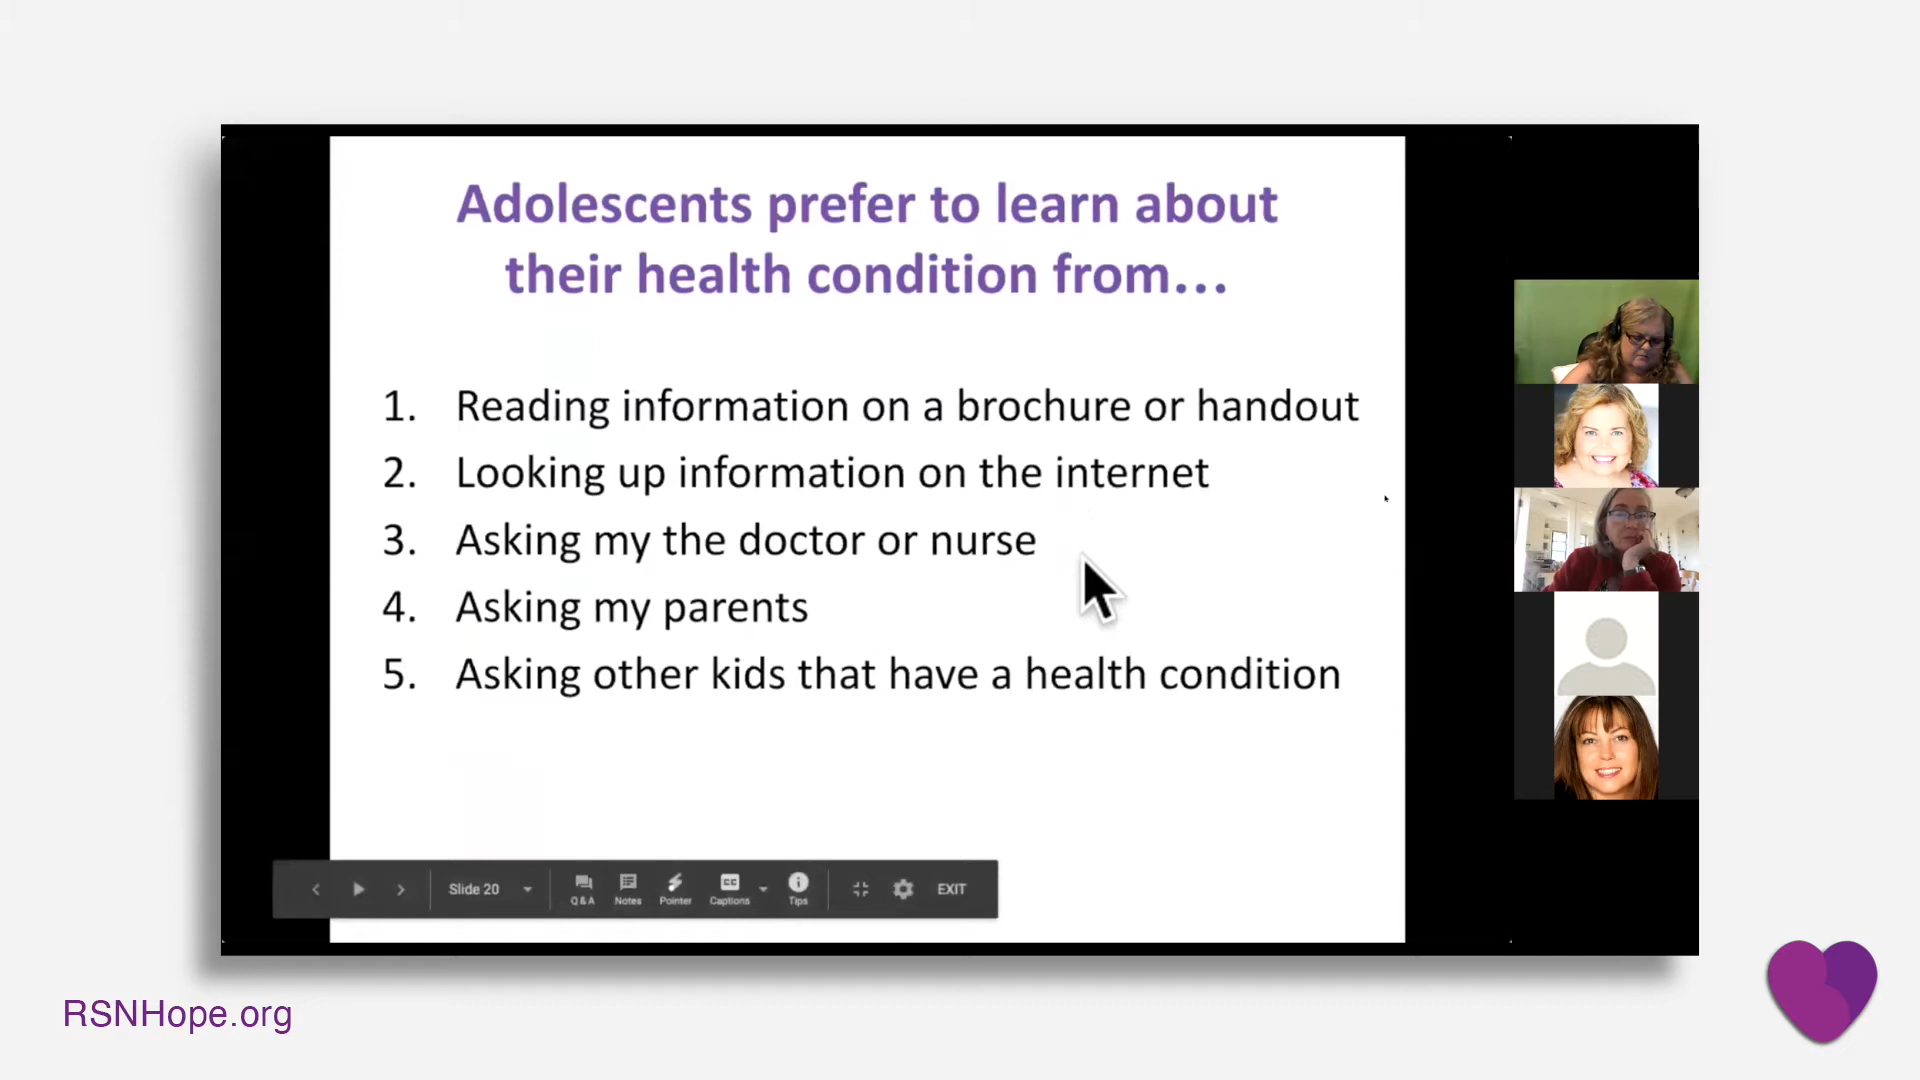 Adolescents prefer to learn about
their health condition from...
1. Reading information on a brochure or handout
2. Looking up information on the internet
3. Asking my the doctor or nurse
4. Asking my parents
5. Asking other kids that have a health condition
Slide 20 Q&A Notes Pointer CC Captions Tips EXIT
RSNHope.org